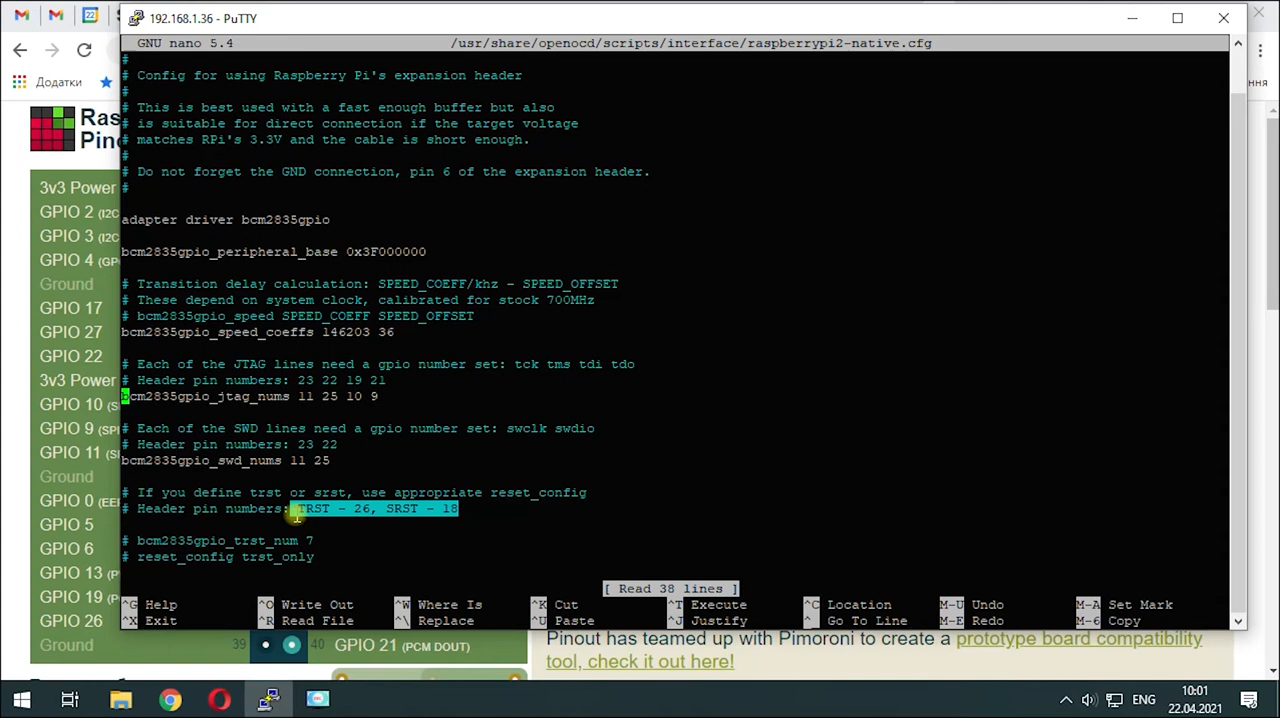 192.168.1.36 - PuTTY
GNU nano 5.4 /usr/share/openocd/scripts/interface/raspberrypi2-native.cfg
#
# Config for using Raspberry Pi's expansion header
#
# This is best used with a fast enough buffer but also
# is suitable for direct connection if the target voltage
# matches RPi's 3.3V and the cable is short enough.
#
# Do not forget the GND connection, pin 6 of the expansion header.
#
adapter driver bcm2835gpio
bcm2835gpio_peripheral_base 0x3F000000
# Transition delay calculation: SPEED_COEFF/khz - SPEED_OFFSET
# These depend on system clock, calibrated for stock 700MHz
# bcm2835gpio_speed SPEED_COEFF SPEED_OFFSET
bcm2835gpio_speed_coeffs 146203 36
# Each of the JTAG lines need a gpio number set: tck tms tdi tdo
# Header pin numbers: 23 22 19 21
bcm2835gpio_jtag_nums 11 25 10 9
# Each of the SWD lines need a gpio number set: swclk swdio
# Header pin numbers: 23 22
bcm2835gpio_swd_nums 11 25
# If you define trst or srst, use appropriate reset_config
# Header pin numbers: TRST - 26, SRST - 18
# bcm2835gpio_trst_num 7
# reset_config trst_only
[ Read 38 lines ]
^G Help ^O Write Out ^W Where Is ^K Cut ^T Execute ^C Location M-U Undo M-A Set Mark
^X Exit ^R Read File ^\ Replace ^U Paste ^J Justify ^_ Go To Line M-E Redo M-6 Copy
Додатки
ння
Ras
Pino
3v3 Power
GPIO 2 (I2C
GPIO 3 (I2C
GPIO 4 (GP
Ground
GPIO 17
GPIO 27
GPIO 22
3v3 Power
GPIO 10 (S
GPIO 9 (SP
GPIO 11 (S
Ground
GPIO 0 (EE
GPIO 5
GPIO 6
GPIO 13 (P
GPIO 19 (P
GPIO 26
Ground 39 40 GPIO 21 (PCM DOUT)
Pinout has teamed up with Pimoroni to create a prototype board compatibility
tool, check it out here!
ENG
10:01
22.04.2021